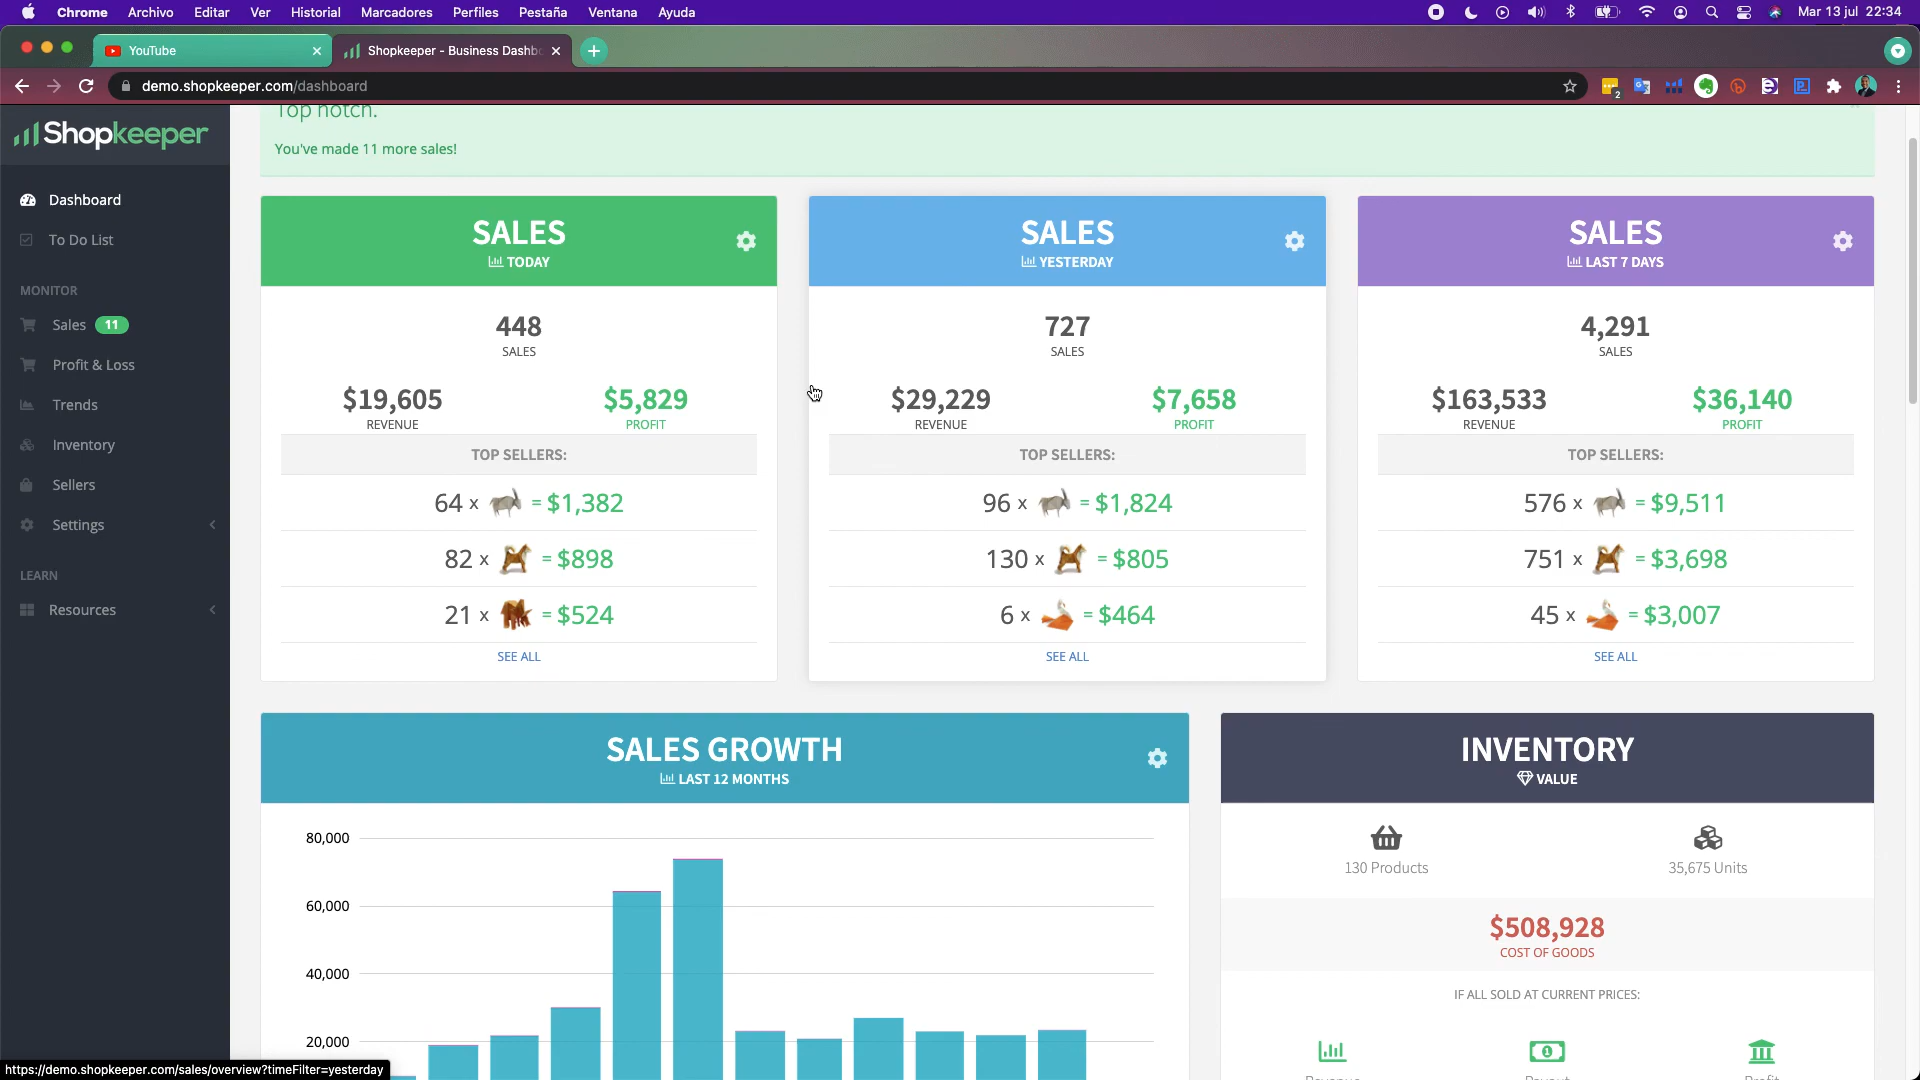 Chrome Archivo Editar Ver Historial Marcadores Perfiles Pestaña Ventana Ayuda Mar 13 jul 22:34
YouTube
Shopkeeper - Business Dashb
demo.shopkeeper.com/dashboard
2
Shopkeeper
Top notch.
You've made 11 more sales!
Dashboard
To Do List
MONITOR
Sales 11
Profit & Loss
Trends
Inventory
Sellers
Settings
LEARN
Resources
SALES
TODAY
448
SALES
$19,605
REVENUE
$5,829
PROFIT
TOP SELLERS:
64 x = $1,382
82 x = $898
21 x = $524
SEE ALL
SALES
YESTERDAY
727
SALES
$29,229
REVENUE
$7,658
PROFIT
TOP SELLERS:
96 x = $1,824
130 x = $805
6 x = $464
SEE ALL
SALES
LAST 7 DAYS
4,291
SALES
$163,533
REVENUE
$36,140
PROFIT
TOP SELLERS:
576 x = $9,511
751 x = $3,698
45 x = $3,007
SEE ALL
SALES GROWTH
LAST 12 MONTHS
80,000
60,000
40,000
20,000
INVENTORY
VALUE
130 Products
35,675 Units
$508,928
COST OF GOODS
IF ALL SOLD AT CURRENT PRICES:
Revenue Payout Profit
https://demo.shopkeeper.com/sales/overview?timeFilter=yesterday